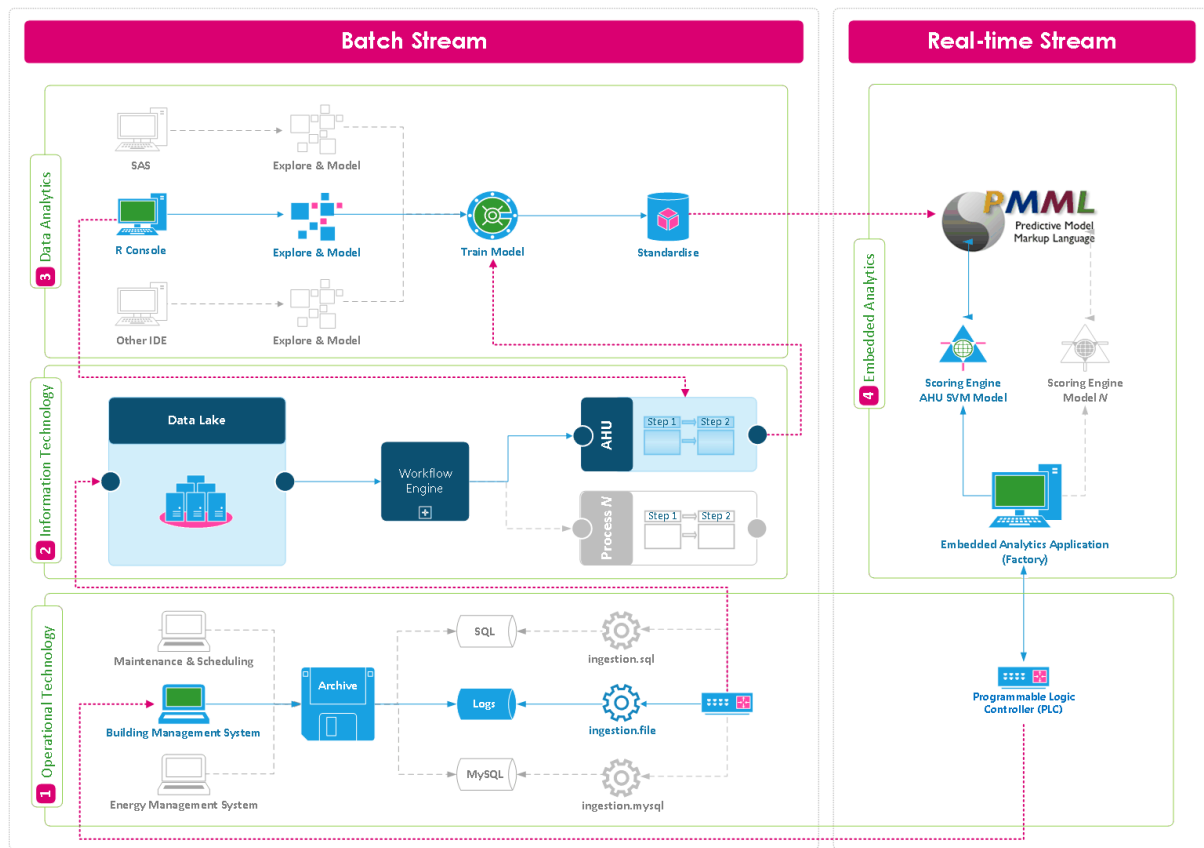 Batch Stream
Real-time Stream
3 Data Analytics
SAS
Explore & Model
R Console
Explore & Model
Train Model
Standardise
Other IDE
Explore & Model
4 Embedded Analytics
PMML
Predictive Model
Markup Language
Scoring Engine
AHU SVM Model
Scoring Engine
Model N
Embedded Analytics Application
(Factory)
2 Information Technology
Data Lake
Workflow
Engine
AHU
Step 1
Step 2
Process N
Step 1
Step 2
1 Operational Technology
Maintenance & Scheduling
Building Management System
Energy Management System
Archive
SQL
Logs
MySQL
ingestion.sql
ingestion.file
ingestion.mysql
Programmable Logic
Controller (PLC)